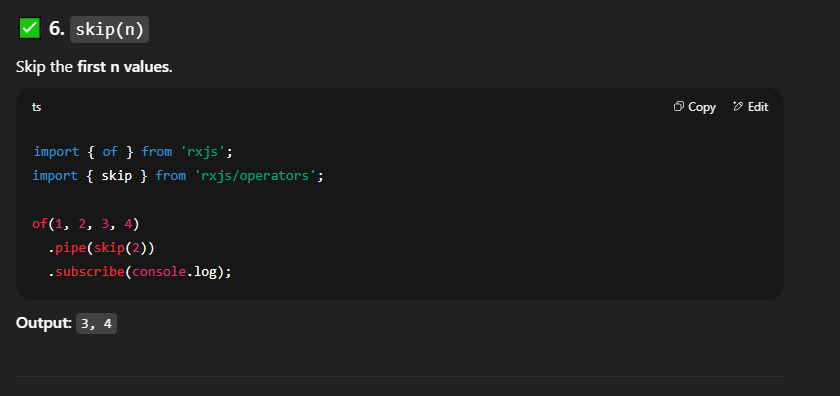 ✅ 6. skip(n)
Skip the first n values.
ts Copy Edit
import { of } from 'rxjs';
import { skip } from 'rxjs/operators';
of(1, 2, 3, 4)
.pipe(skip(2))
.subscribe(console.log);
Output: 3, 4